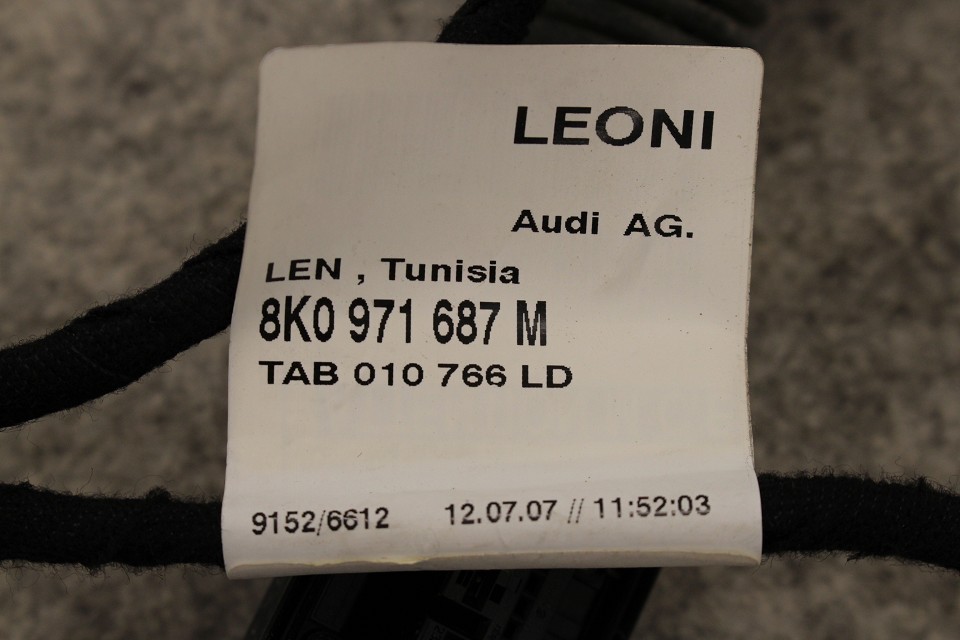 LEONI
Audi AG.
LEN , Tunisia
8K0 971 687 M
TAB 010 766 LD
9152/6612 12.07.07 // 11:52:03